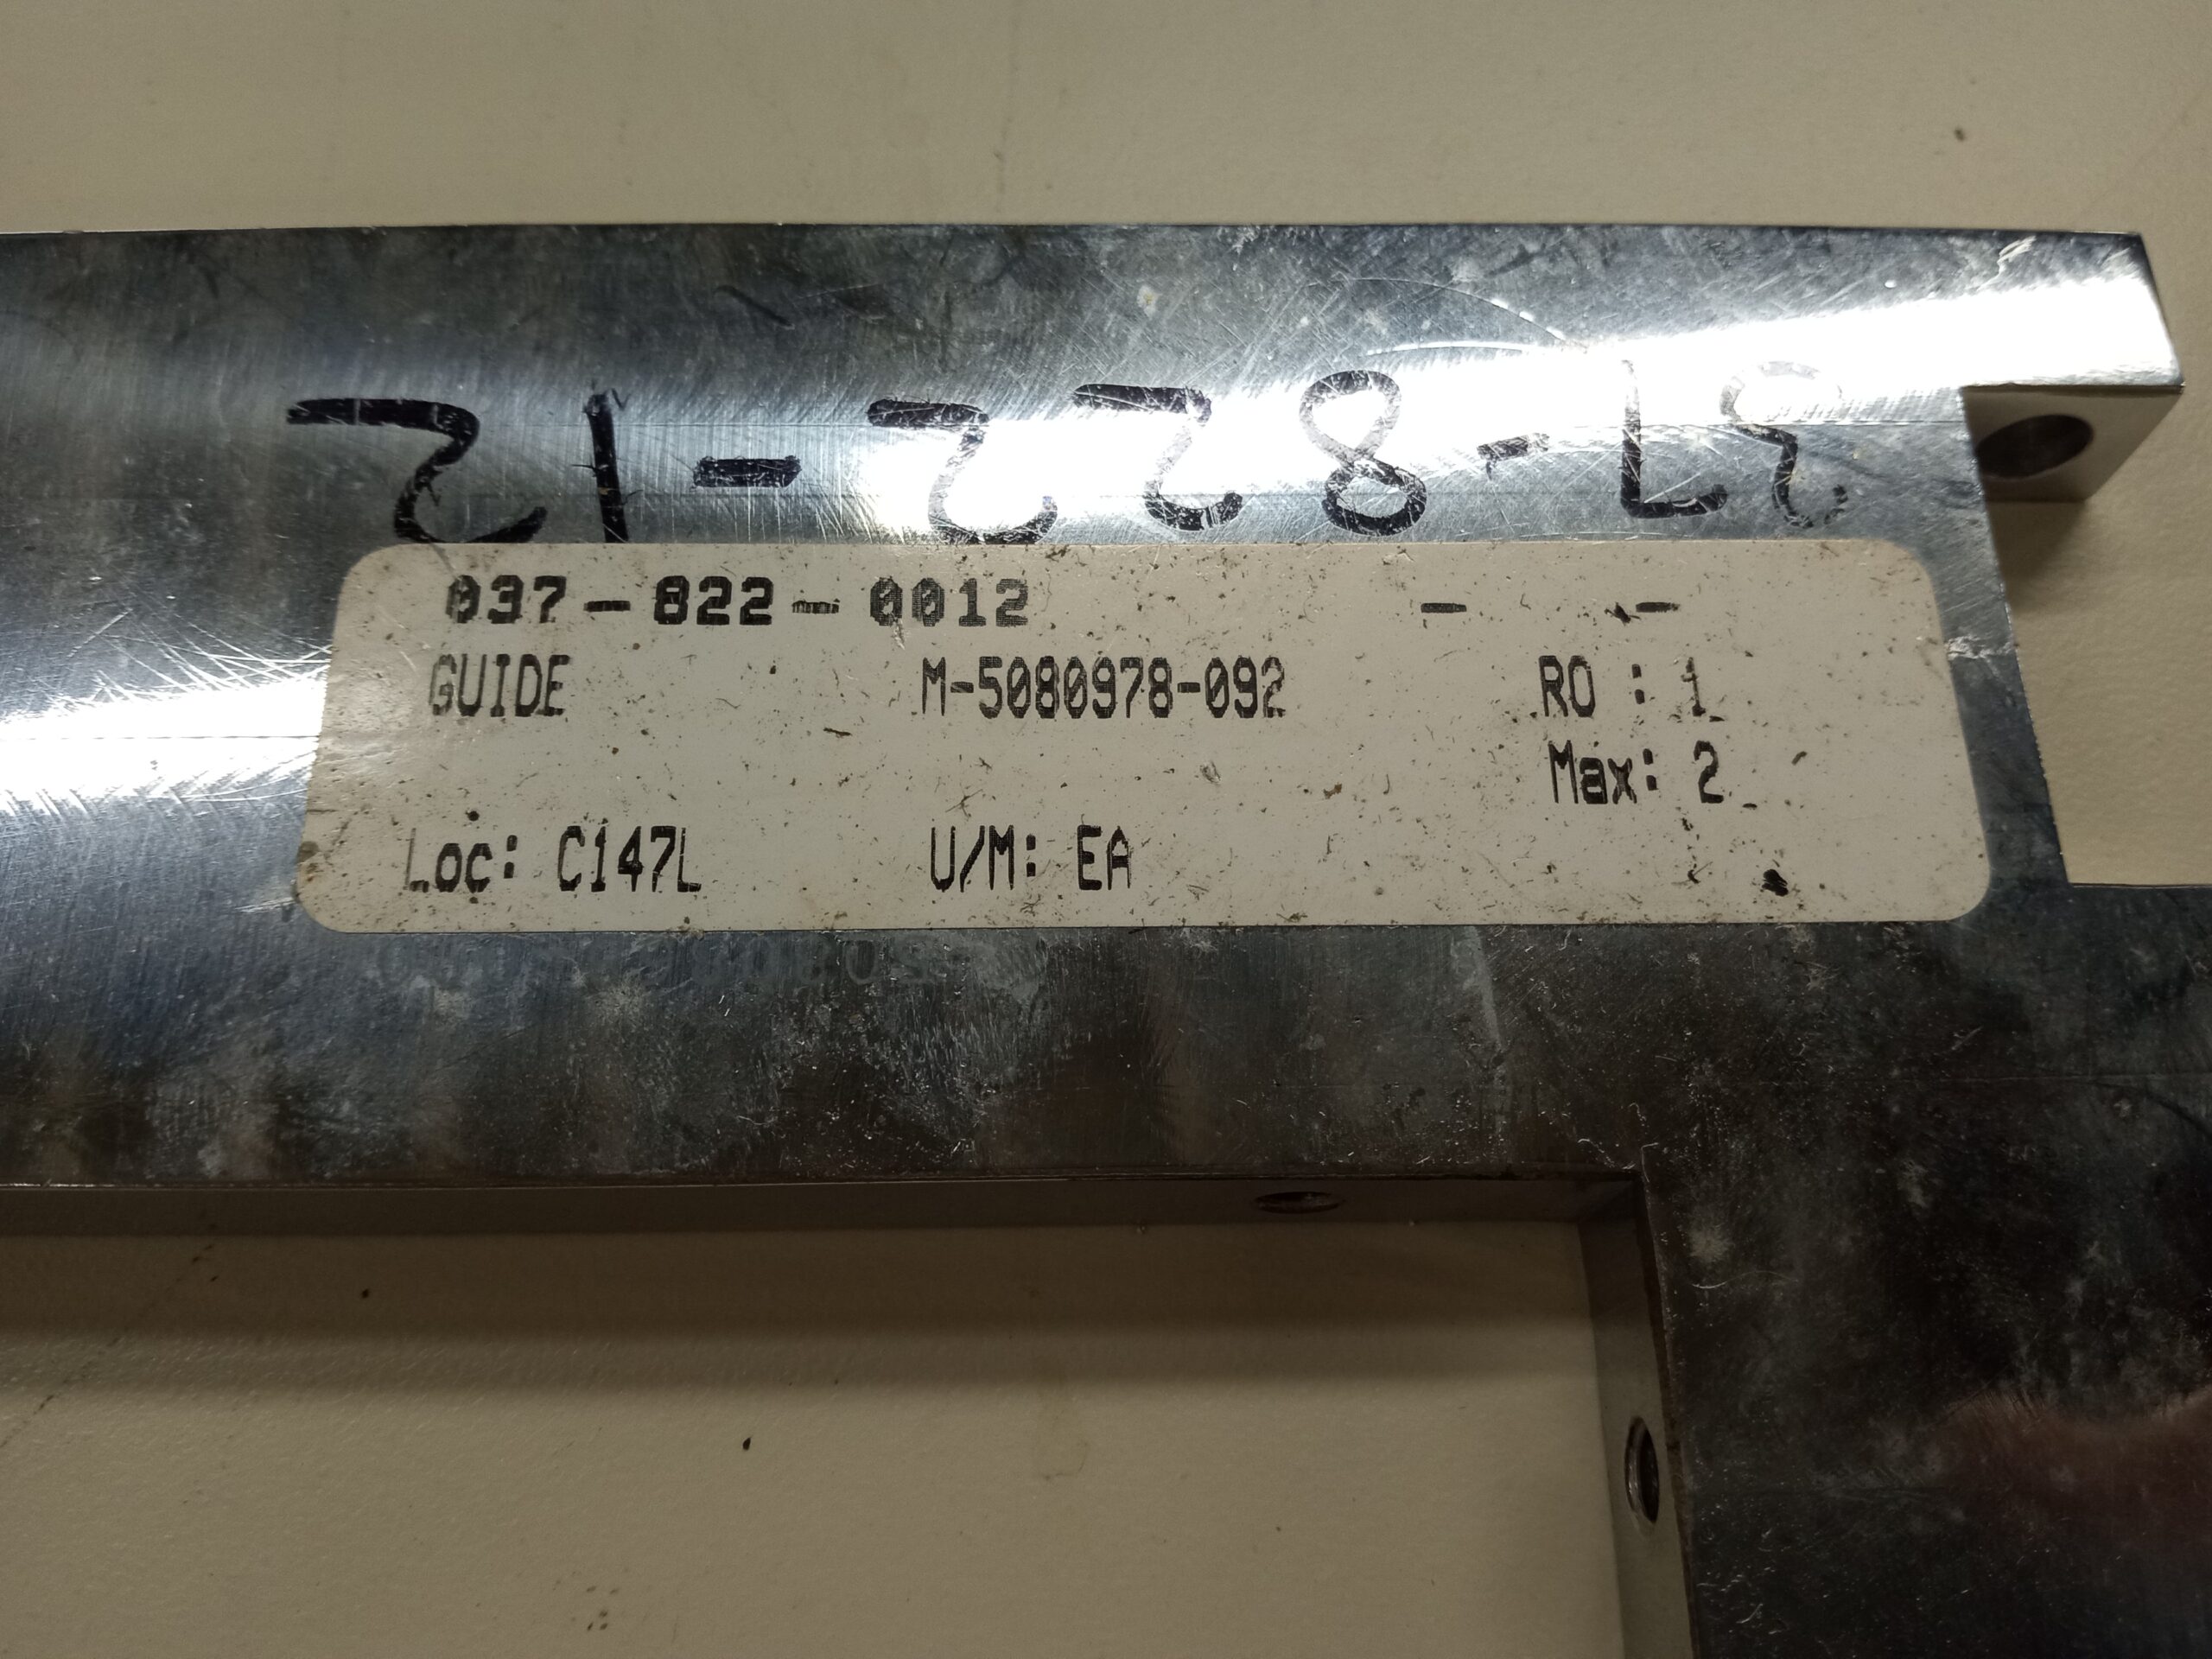 37-822-12
037-822-0012 - -
GUIDE M-5080978-092 RO : 1
Max: 2
Loc: C147L U/M: EA